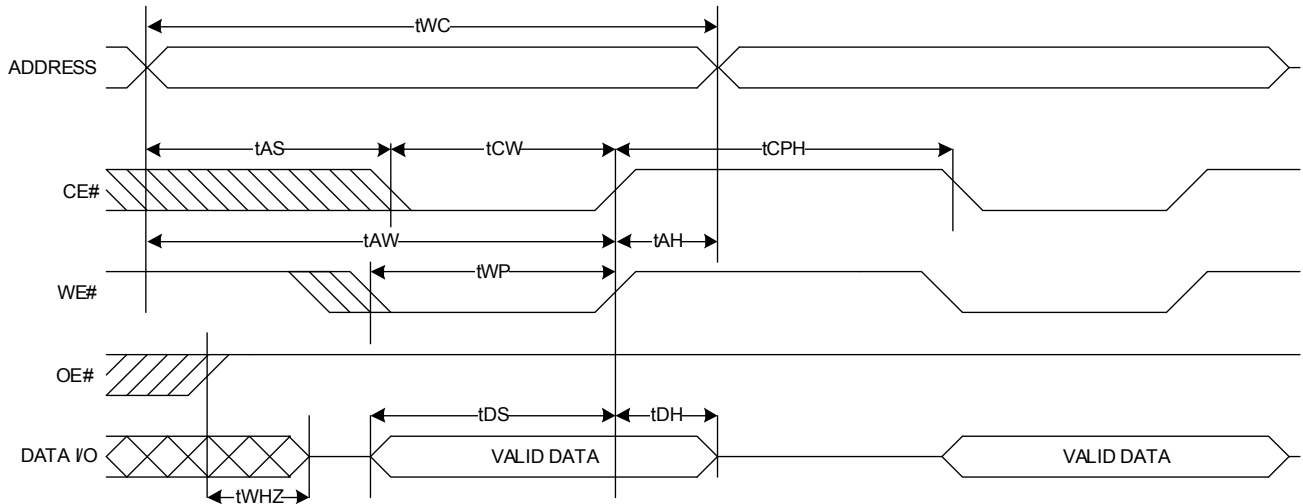 tWC
ADDRESS
tAS
tCW
tCPH
CE#
tAW
tAH
tWP
WE#
OE#
tDS
tDH
DATA I/O
VALID DATA
VALID DATA
tWHZ